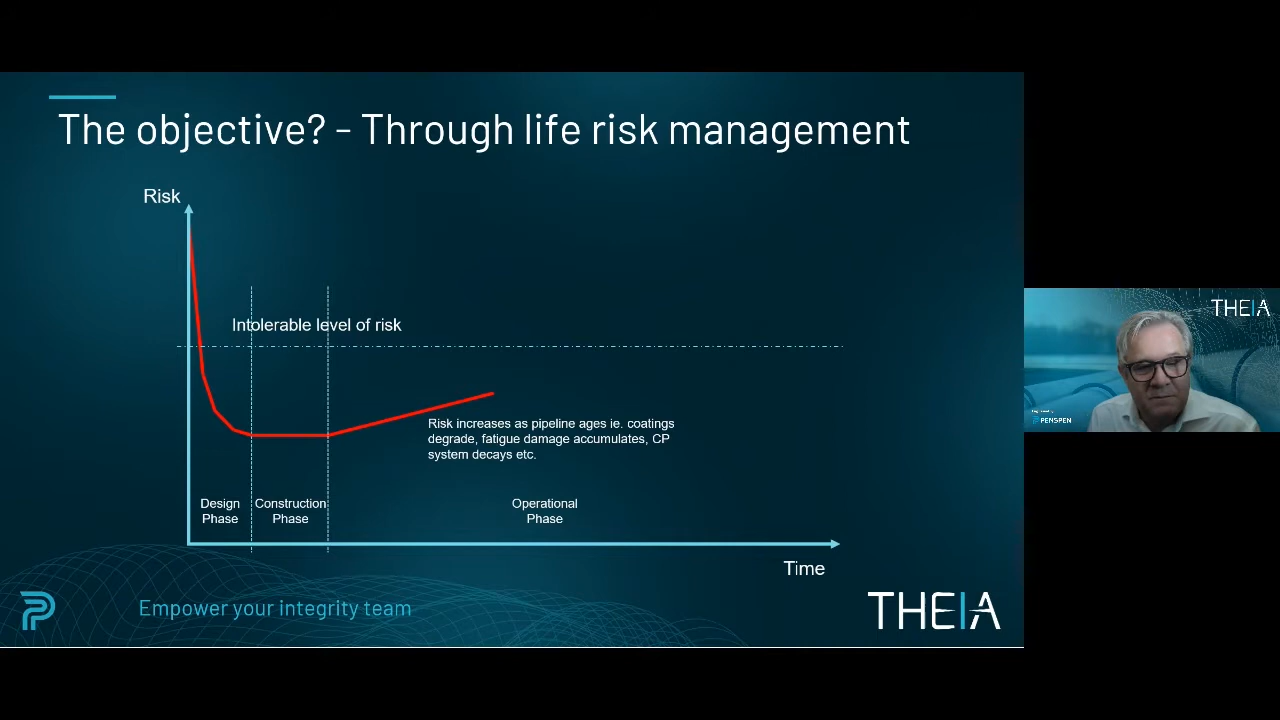 The objective? - Through life risk management
Risk
Intolerable level of risk
Risk increases as pipeline ages ie. coatings
degrade, fatigue damage accumulates, CP
system decays etc.
Design
Phase
Construction
Phase
Operational
Phase
Time
Empower your integrity team
THEIA
THEIA
PENSPEN